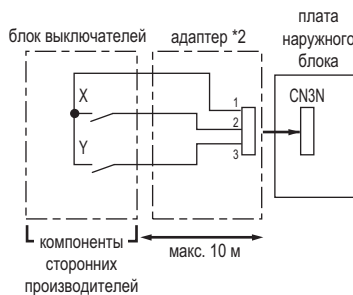 плата
наружного
блока
блок выключателей
адаптер *2
X
1
CN3N
2
Y
3
макс. 10 м
компоненты
сторонних
производителей